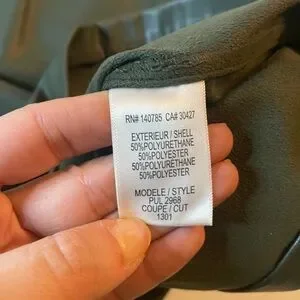 RN# 140785 CA# 30427
EXTERIEUR / SHELL
50%POLYURETHANE
50%POLYESTER
50%POLYURETHANE
50%POLYESTER
MODELE / STYLE
PUL 2968
COUPE / CUT
1301